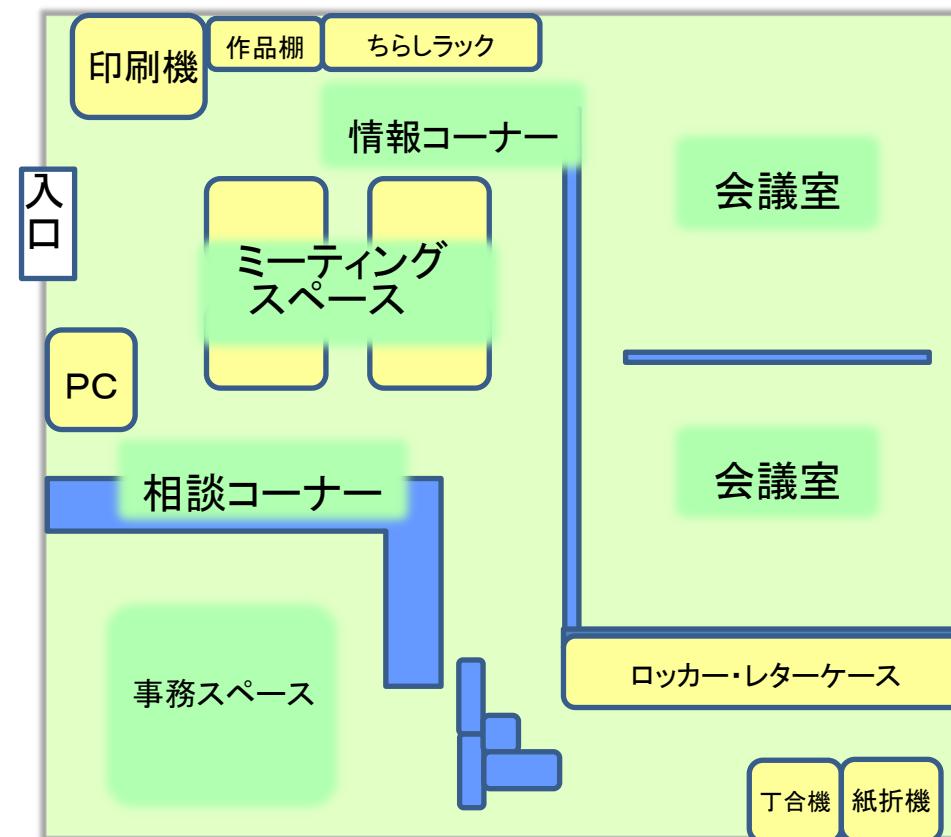 印刷機
作品棚
ちらしラック
情報コーナー
会議室
入
口
ミーティング
スペース
PC
相談コーナー
会議室
事務スペース
ロッカー・レターケース
丁合機
紙折機